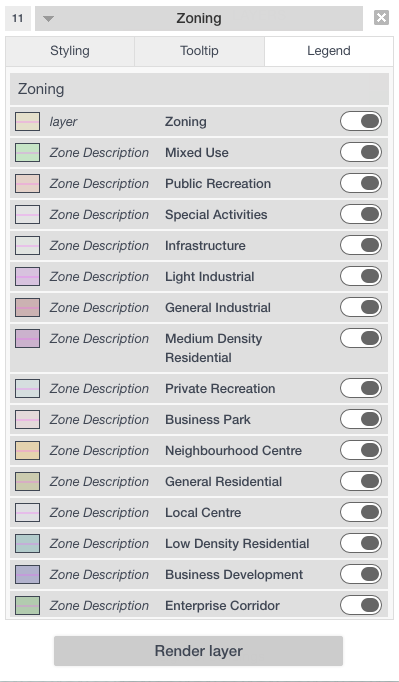 11 Zoning
Styling Tooltip Legend
Zoning
layer Zoning
Zone Description Mixed Use
Zone Description Public Recreation
Zone Description Special Activities
Zone Description Infrastructure
Zone Description Light Industrial
Zone Description General Industrial
Zone Description Medium Density
Residential
Zone Description Private Recreation
Zone Description Business Park
Zone Description Neighbourhood Centre
Zone Description General Residential
Zone Description Local Centre
Zone Description Low Density Residential
Zone Description Business Development
Zone Description Enterprise Corridor
Render layer